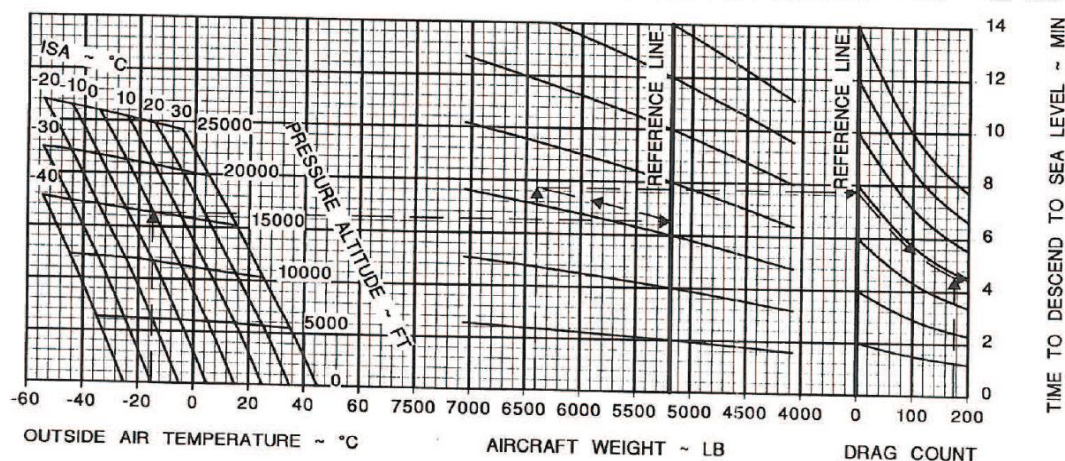 ISA ~ °C
-20 -10 0 10 20 30
-30
-40
25000
20000
15000
10000
5000
0
PRESSURE ALTITUDE ~ FT
REFERENCE LINE
REFERENCE LINE
14
12
10
8
6
4
2
0
TIME TO DESCEND TO SEA LEVEL ~ MIN
-60 -40 -20 0 20 40 60 7500 7000 6500 6000 5500 5000 4500 4000 0 100 200
OUTSIDE AIR TEMPERATURE ~ °C
AIRCRAFT WEIGHT ~ LB
DRAG COUNT